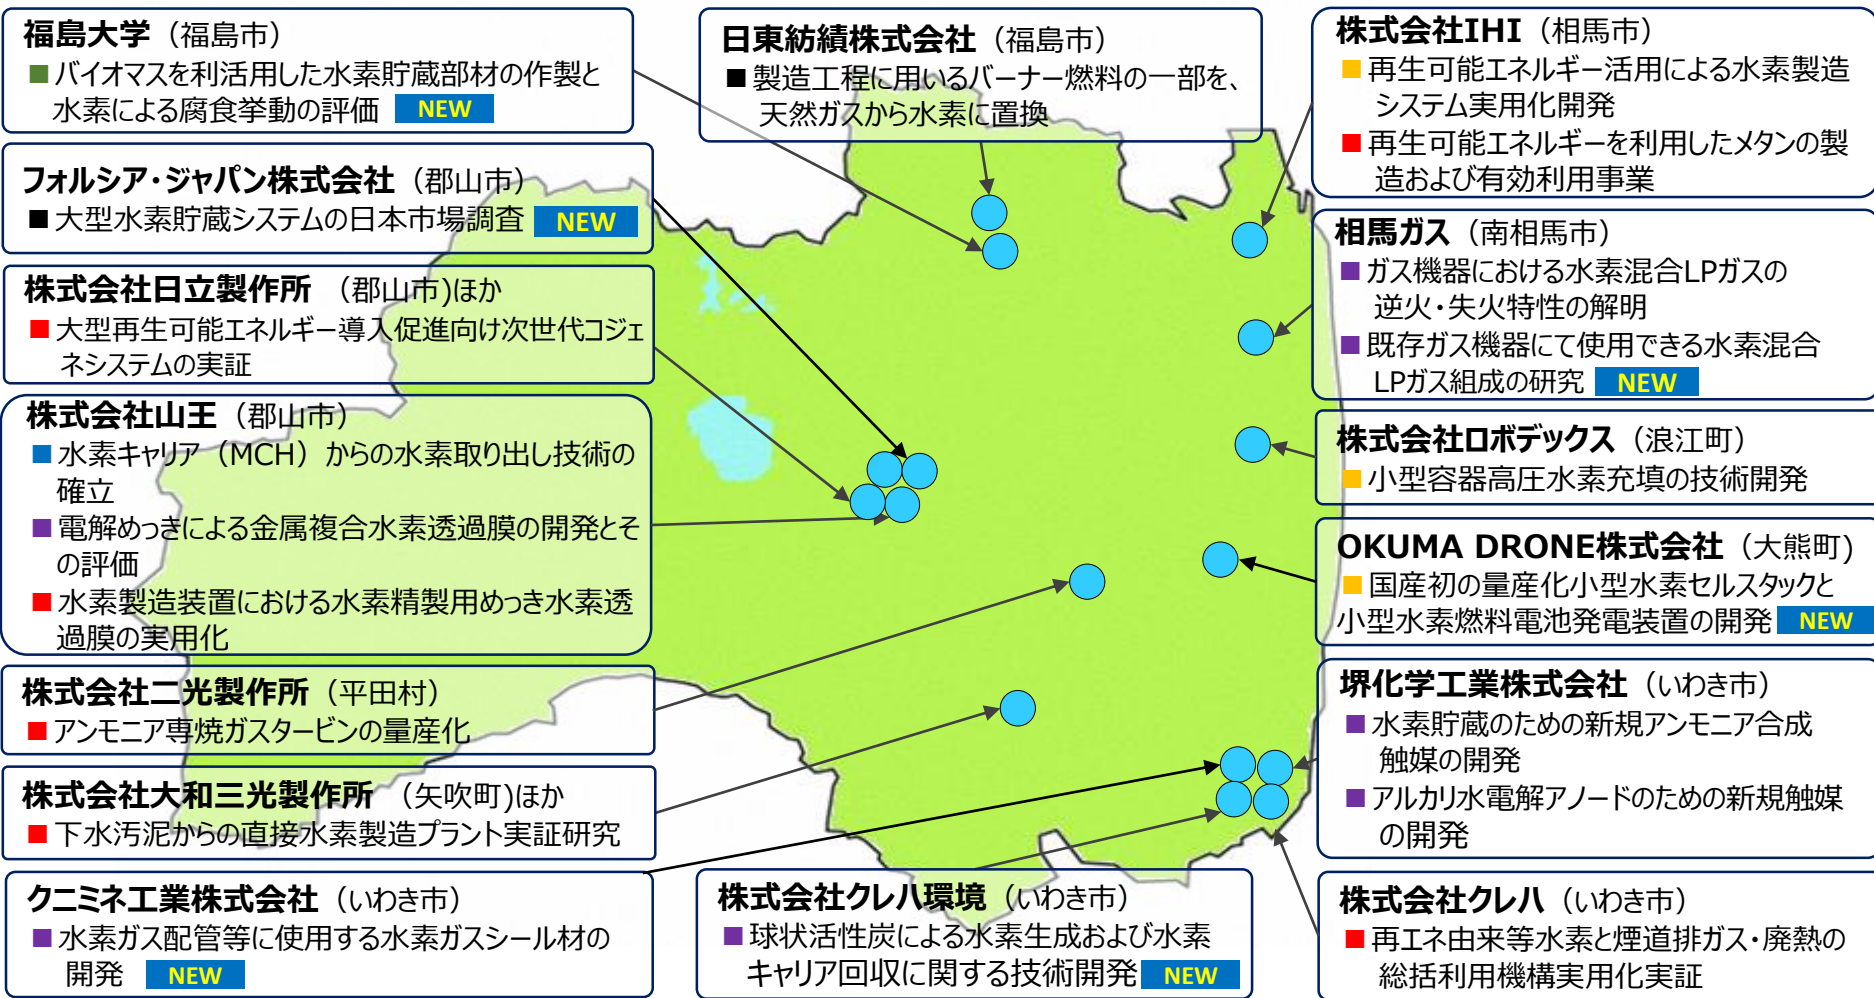 福島大学（福島市）
■ バイオマスを利活用した水素貯蔵部材の作製と
水素による腐食挙動の評価 NEW
フォルシア・ジャパン株式会社（郡山市）
■ 大型水素貯蔵システムの日本市場調査 NEW
株式会社日立製作所 （郡山市)ほか
■ 大型再生可能エネルギー導入促進向け次世代コジェ
ネシステムの実証
株式会社山王（郡山市）
■ 水素キャリア（MCH）からの水素取り出し技術の
確立
■ 電解めっきによる金属複合水素透過膜の開発とそ
の評価
■ 水素製造装置における水素精製用めっき水素透
過膜の実用化
株式会社二光製作所（平田村）
■ アンモニア専焼ガスタービンの量産化
株式会社大和三光製作所 （矢吹町)ほか
■ 下水汚泥からの直接水素製造プラント実証研究
クニミネ工業株式会社（いわき市）
■ 水素ガス配管等に使用する水素ガスシール材の
開発 NEW
日東紡績株式会社（福島市）
■ 製造工程に用いるバーナー燃料の一部を、
天然ガスから水素に置換
株式会社クレハ環境（いわき市）
■ 球状活性炭による水素生成および水素
キャリア回収に関する技術開発 NEW
株式会社IHI（相馬市）
■ 再生可能エネルギー活用による水素製造
システム実用化開発
■ 再生可能エネルギーを利用したメタンの製
造および有効利用事業
相馬ガス（南相馬市）
■ ガス機器における水素混合LPガスの
逆火・失火特性の解明
■ 既存ガス機器にて使用できる水素混合
LPガス組成の研究 NEW
株式会社ロボデックス（浪江町）
■ 小型容器高圧水素充填の技術開発
OKUMA DRONE株式会社（大熊町)
■ 国産初の量産化小型水素セルスタックと
小型水素燃料電池発電装置の開発 NEW
堺化学工業株式会社（いわき市）
■ 水素貯蔵のための新規アンモニア合成
触媒の開発
■ アルカリ水電解アノードのための新規触媒
の開発
株式会社クレハ（いわき市）
■ 再エネ由来等水素と煙道排ガス・廃熱の
総括利用機構実用化実証